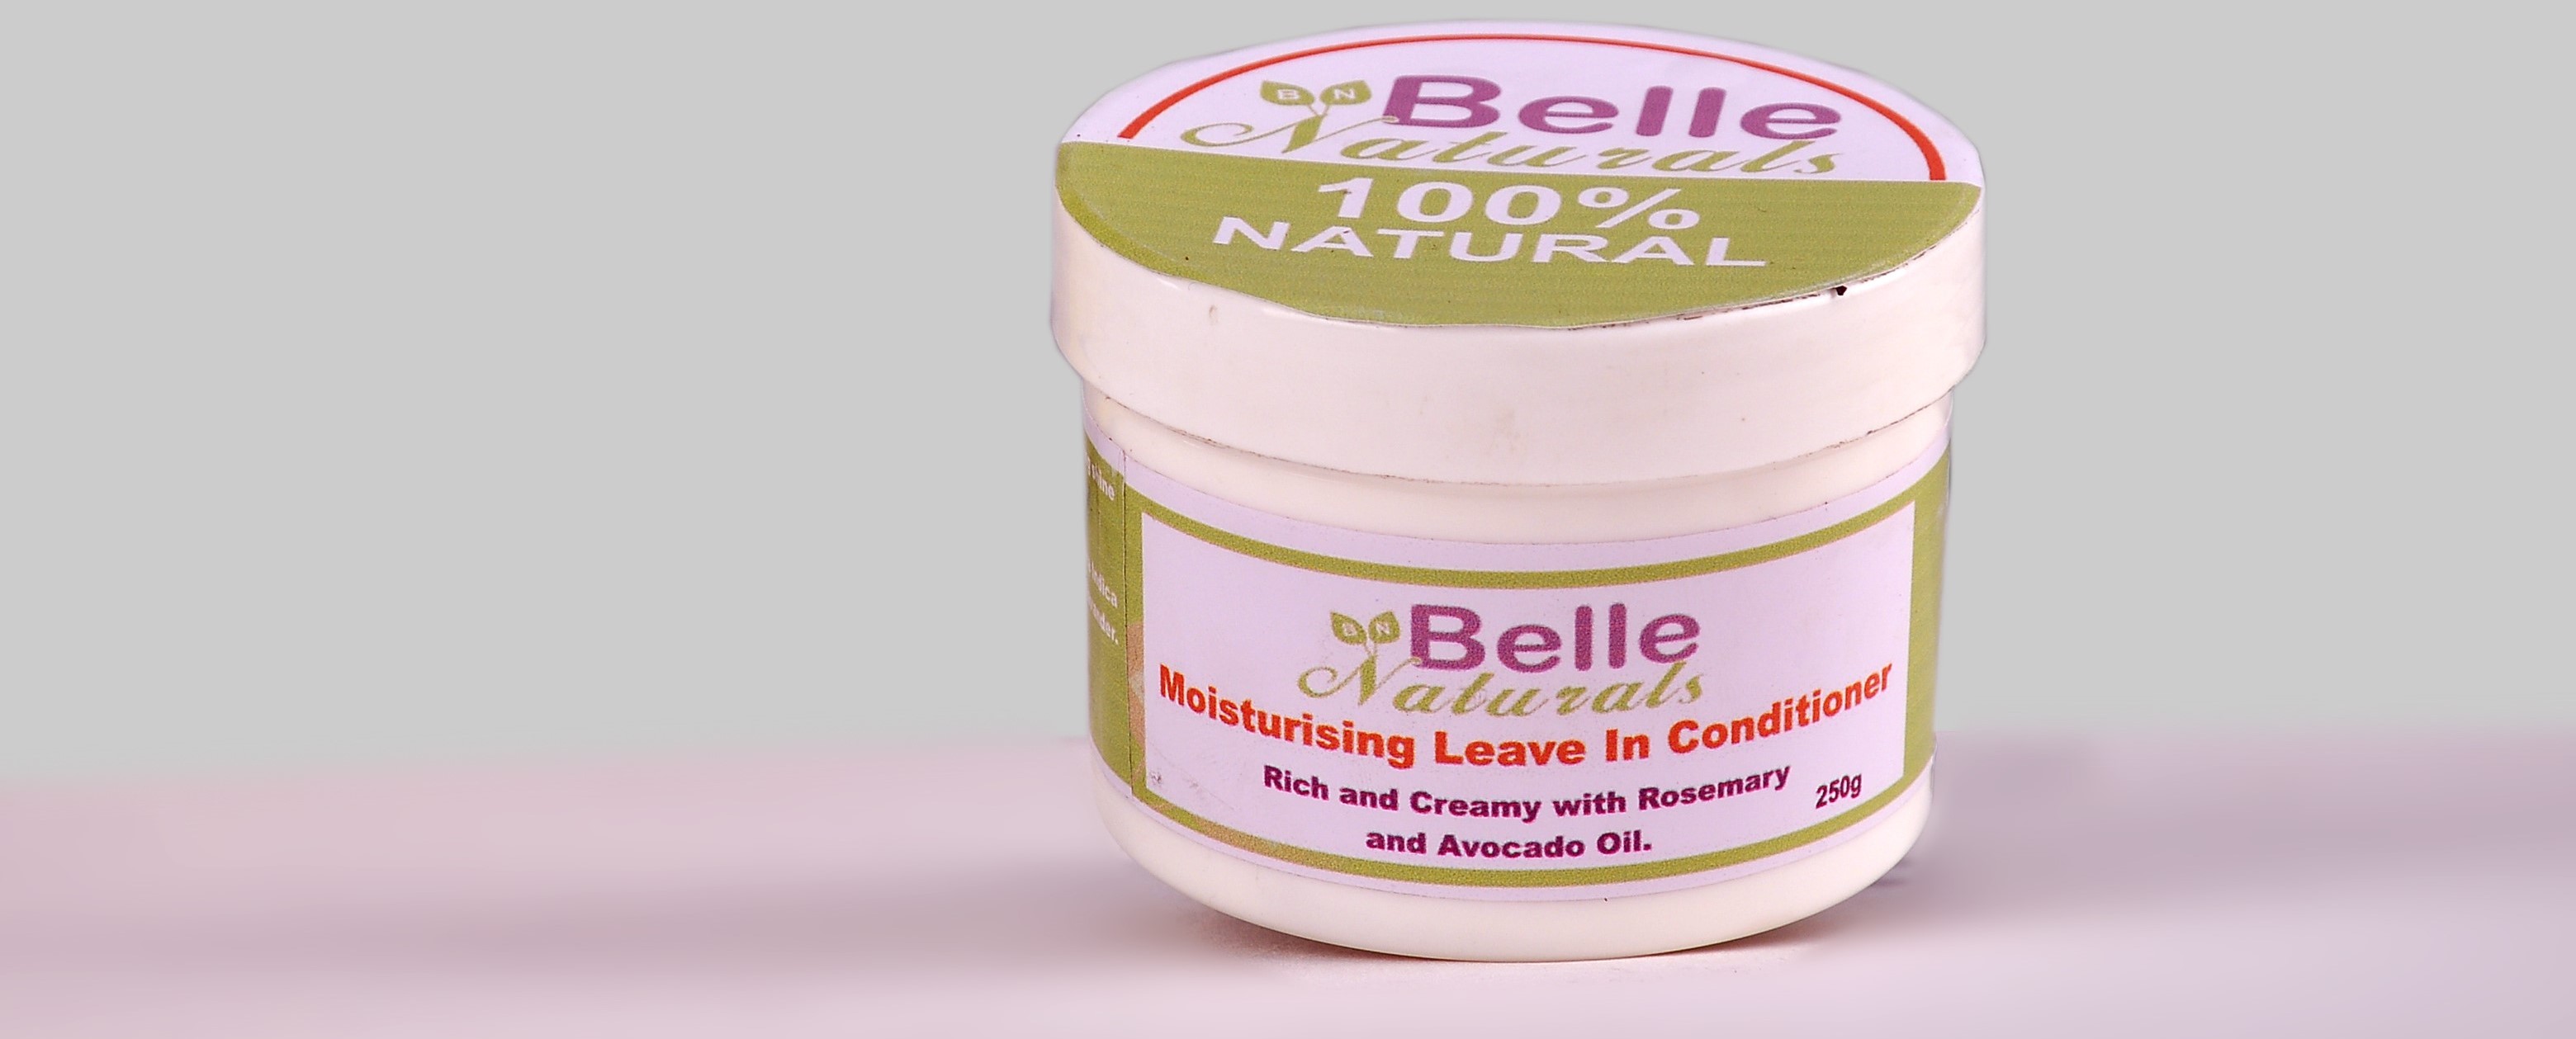 B N Belle
Naturals
100%
NATURAL
B N Belle
Naturals
Moisturising Leave In Conditioner
Rich and Creamy with Rosemary
250g
and Avocado Oil.